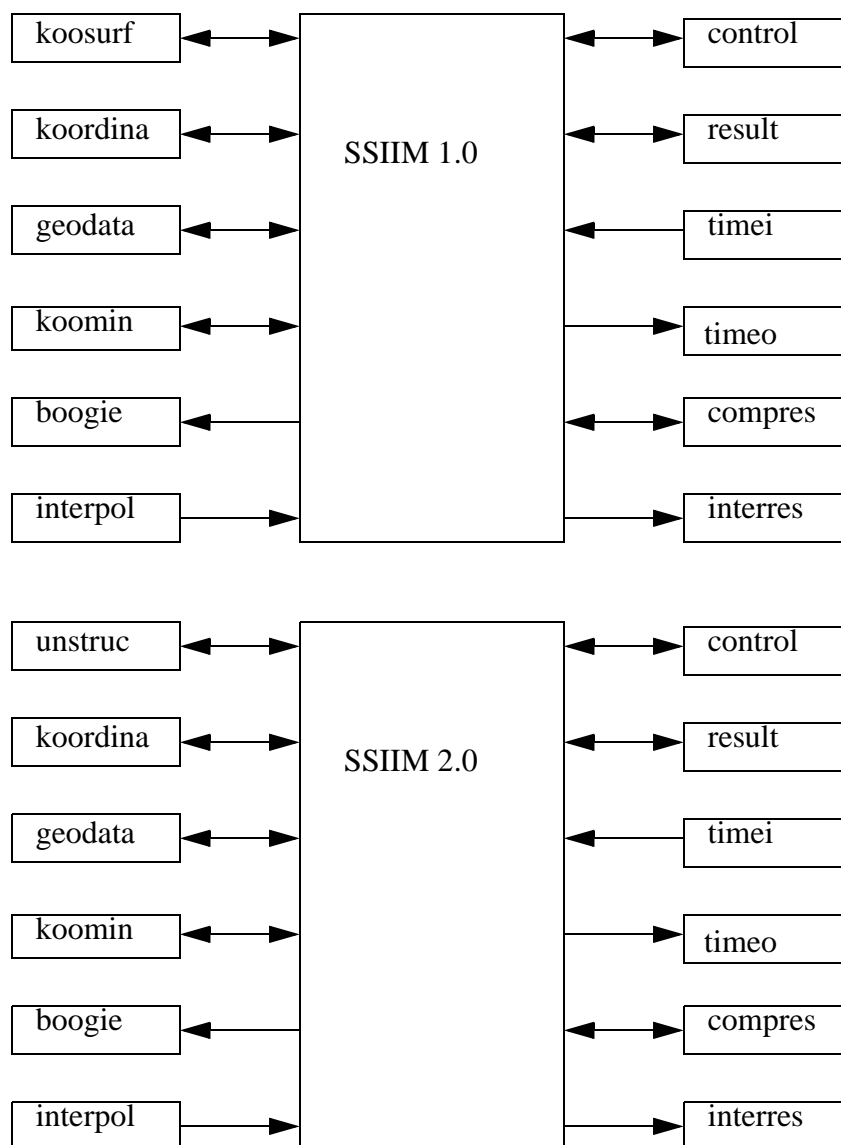 koosurf
control
koordina
SSIIM 1.0
result
geodata
timei
koomin
timeo
boogie
compres
interpol
interres
unstruc
control
koordina
SSIIM 2.0
result
geodata
timei
koomin
timeo
boogie
compres
interpol
interres